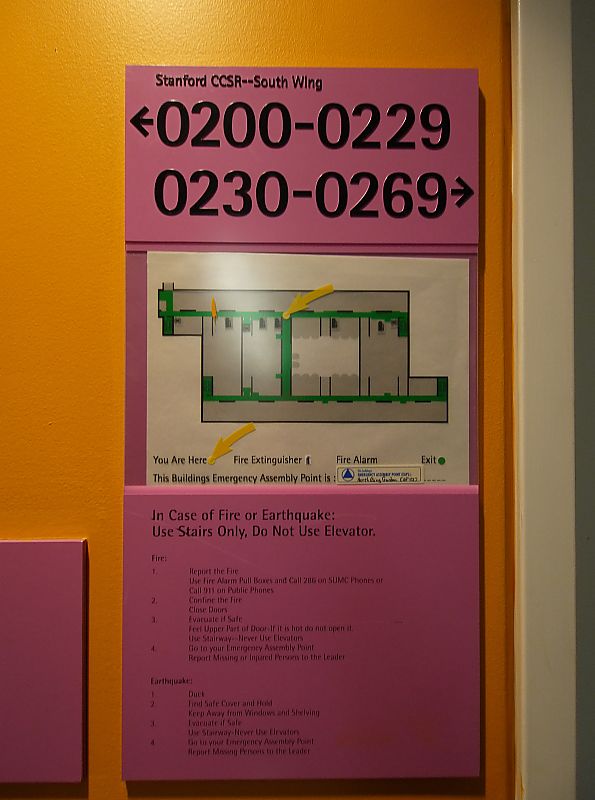 Stanford CCSR--South Wing
←0200-0229
0230-0269→
You Are Here Fire Extinguisher Fire Alarm Exit
This Buildings Emergency Assembly Point is :
EMERGENCY ASSEMBLY POINT
In Case of Fire or Earthquake:
Use Stairs Only, Do Not Use Elevator.
Fire:
1. Report the Fire
Use Fire Alarm Pull Boxes and Call 286 on SUMC Phones or
Call 911 on Public Phones
2. Confine the Fire
Close Doors
3. Evacuate if Safe
Feel Upper Part of Door-If it is hot do not open it.
Use Stairway--Never Use Elevators
4. Go to your Emergency Assembly Point
Report Missing or Injured Persons to the Leader
Earthquake:
1 Duck
2. Find Safe Cover and Hold
Keep Away from Windows and Shelving
3. Evacuate if Safe
Use Stairway-Never Use Elevators
4. Go to your Emergency Assembly Point
Report Missing Persons to the Leader